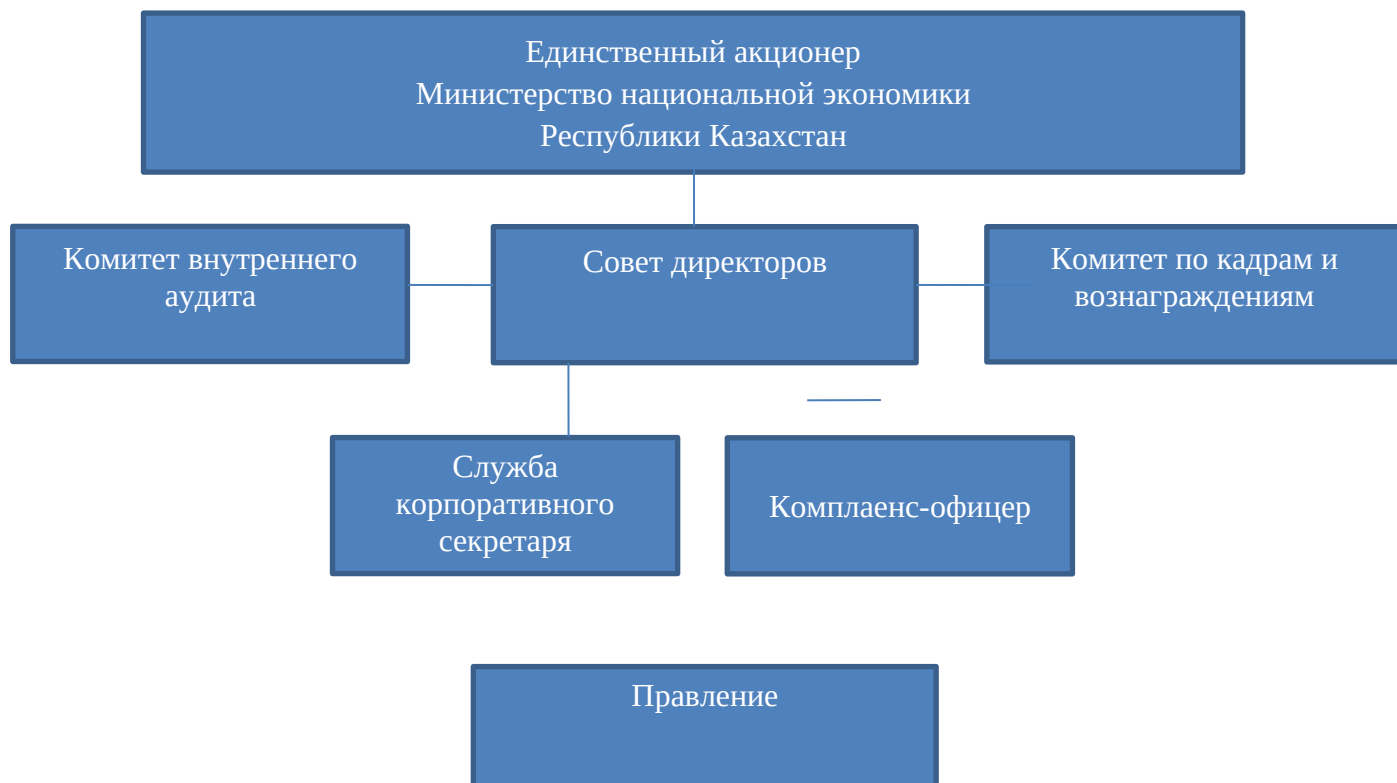 Единственный акционер
Министерство национальной экономики
Республики Казахстан
Комитет внутреннего
аудита
Совет директоров
Комитет по кадрам и
вознаграждениям
Служба
корпоративного
секретаря
Комплаенс-офицер
Правление